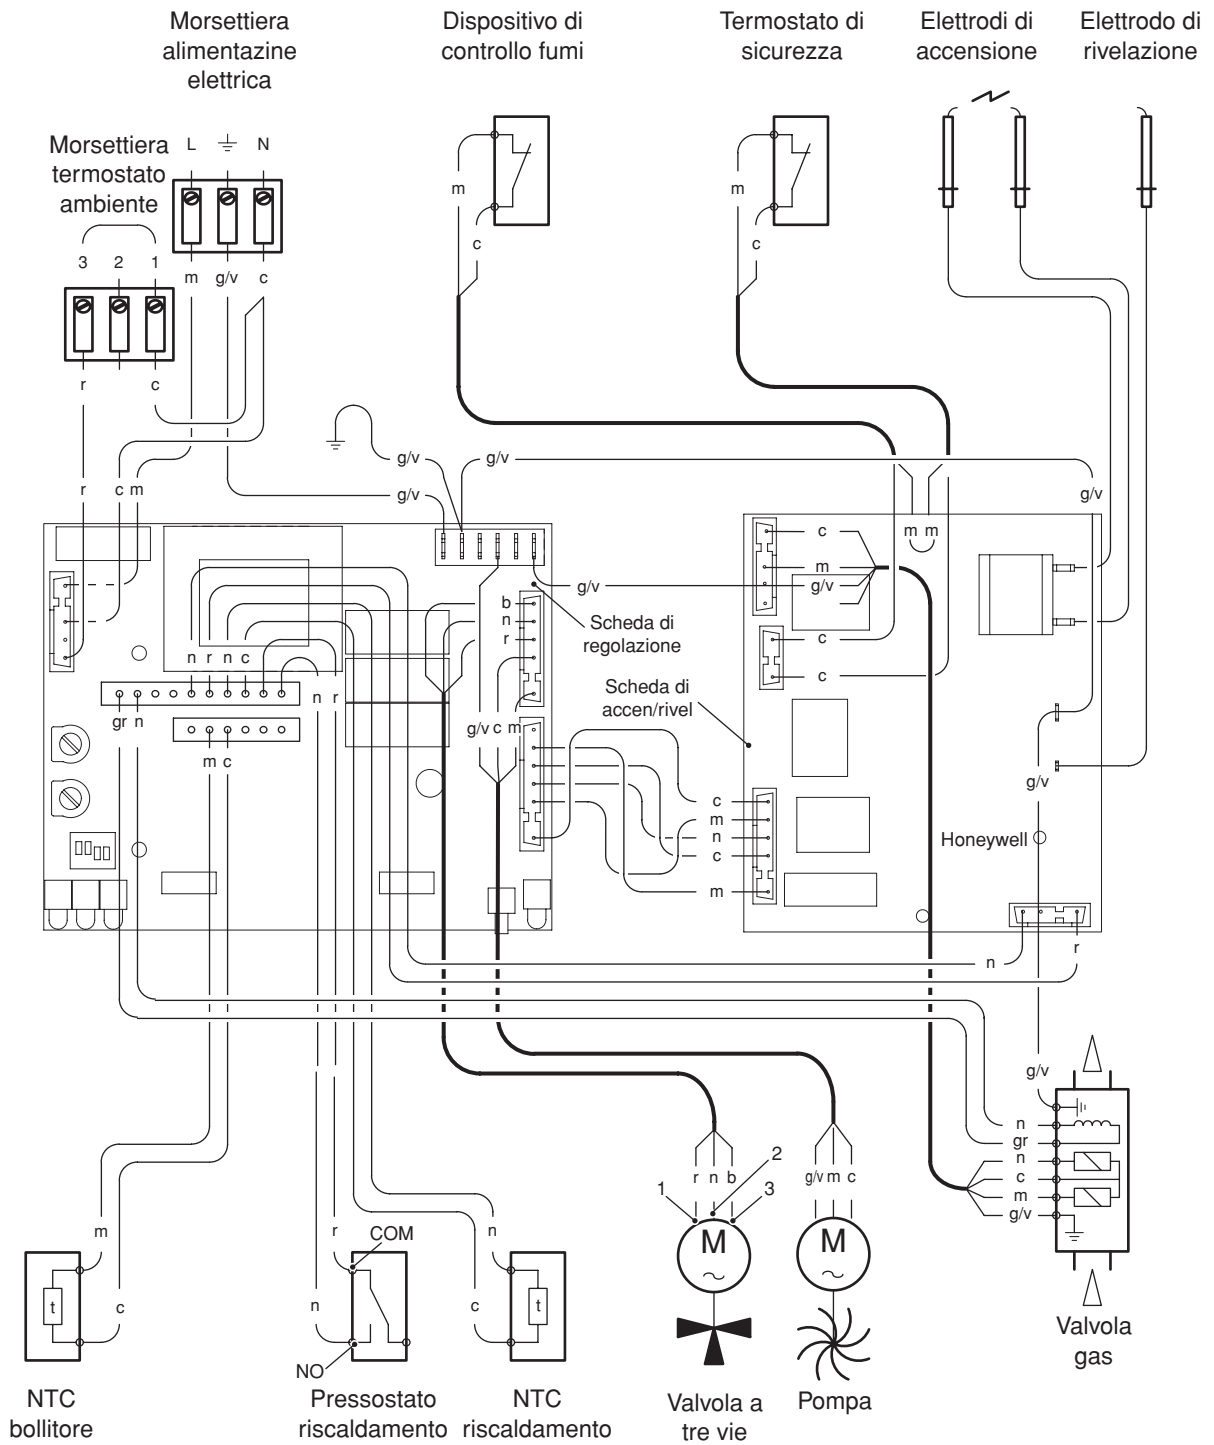 Morsettiera
alimentazine
elettrica
Dispositivo di
controllo fumi
Termostato di
sicurezza
Elettrodi di
accensione
Elettrodo di
rivelazione
Morsettiera
termostato
ambiente
L N
3 2 1
m g/v c
m
c
m
c
r c
r c m
g/v
g/v
g/v
g/v
g/v
c
m
g/v
m m
b
n
r
Scheda di
regolazione
c
c
Scheda di
accen/rivel
n r n c
n r
gr n
g/v c m
m c
c
m
n
c
m
g/v
Honeywell
n
r
g/v
n
gr
n
c
m
g/v
r n b
g/v m c
1
2
3
M
M
m
c
t
r
COM
n
NO
n
c
t
NTC
bollitore
Pressostato
riscaldamento
NTC
riscaldamento
Valvola a
tre vie
Pompa
Valvola
gas